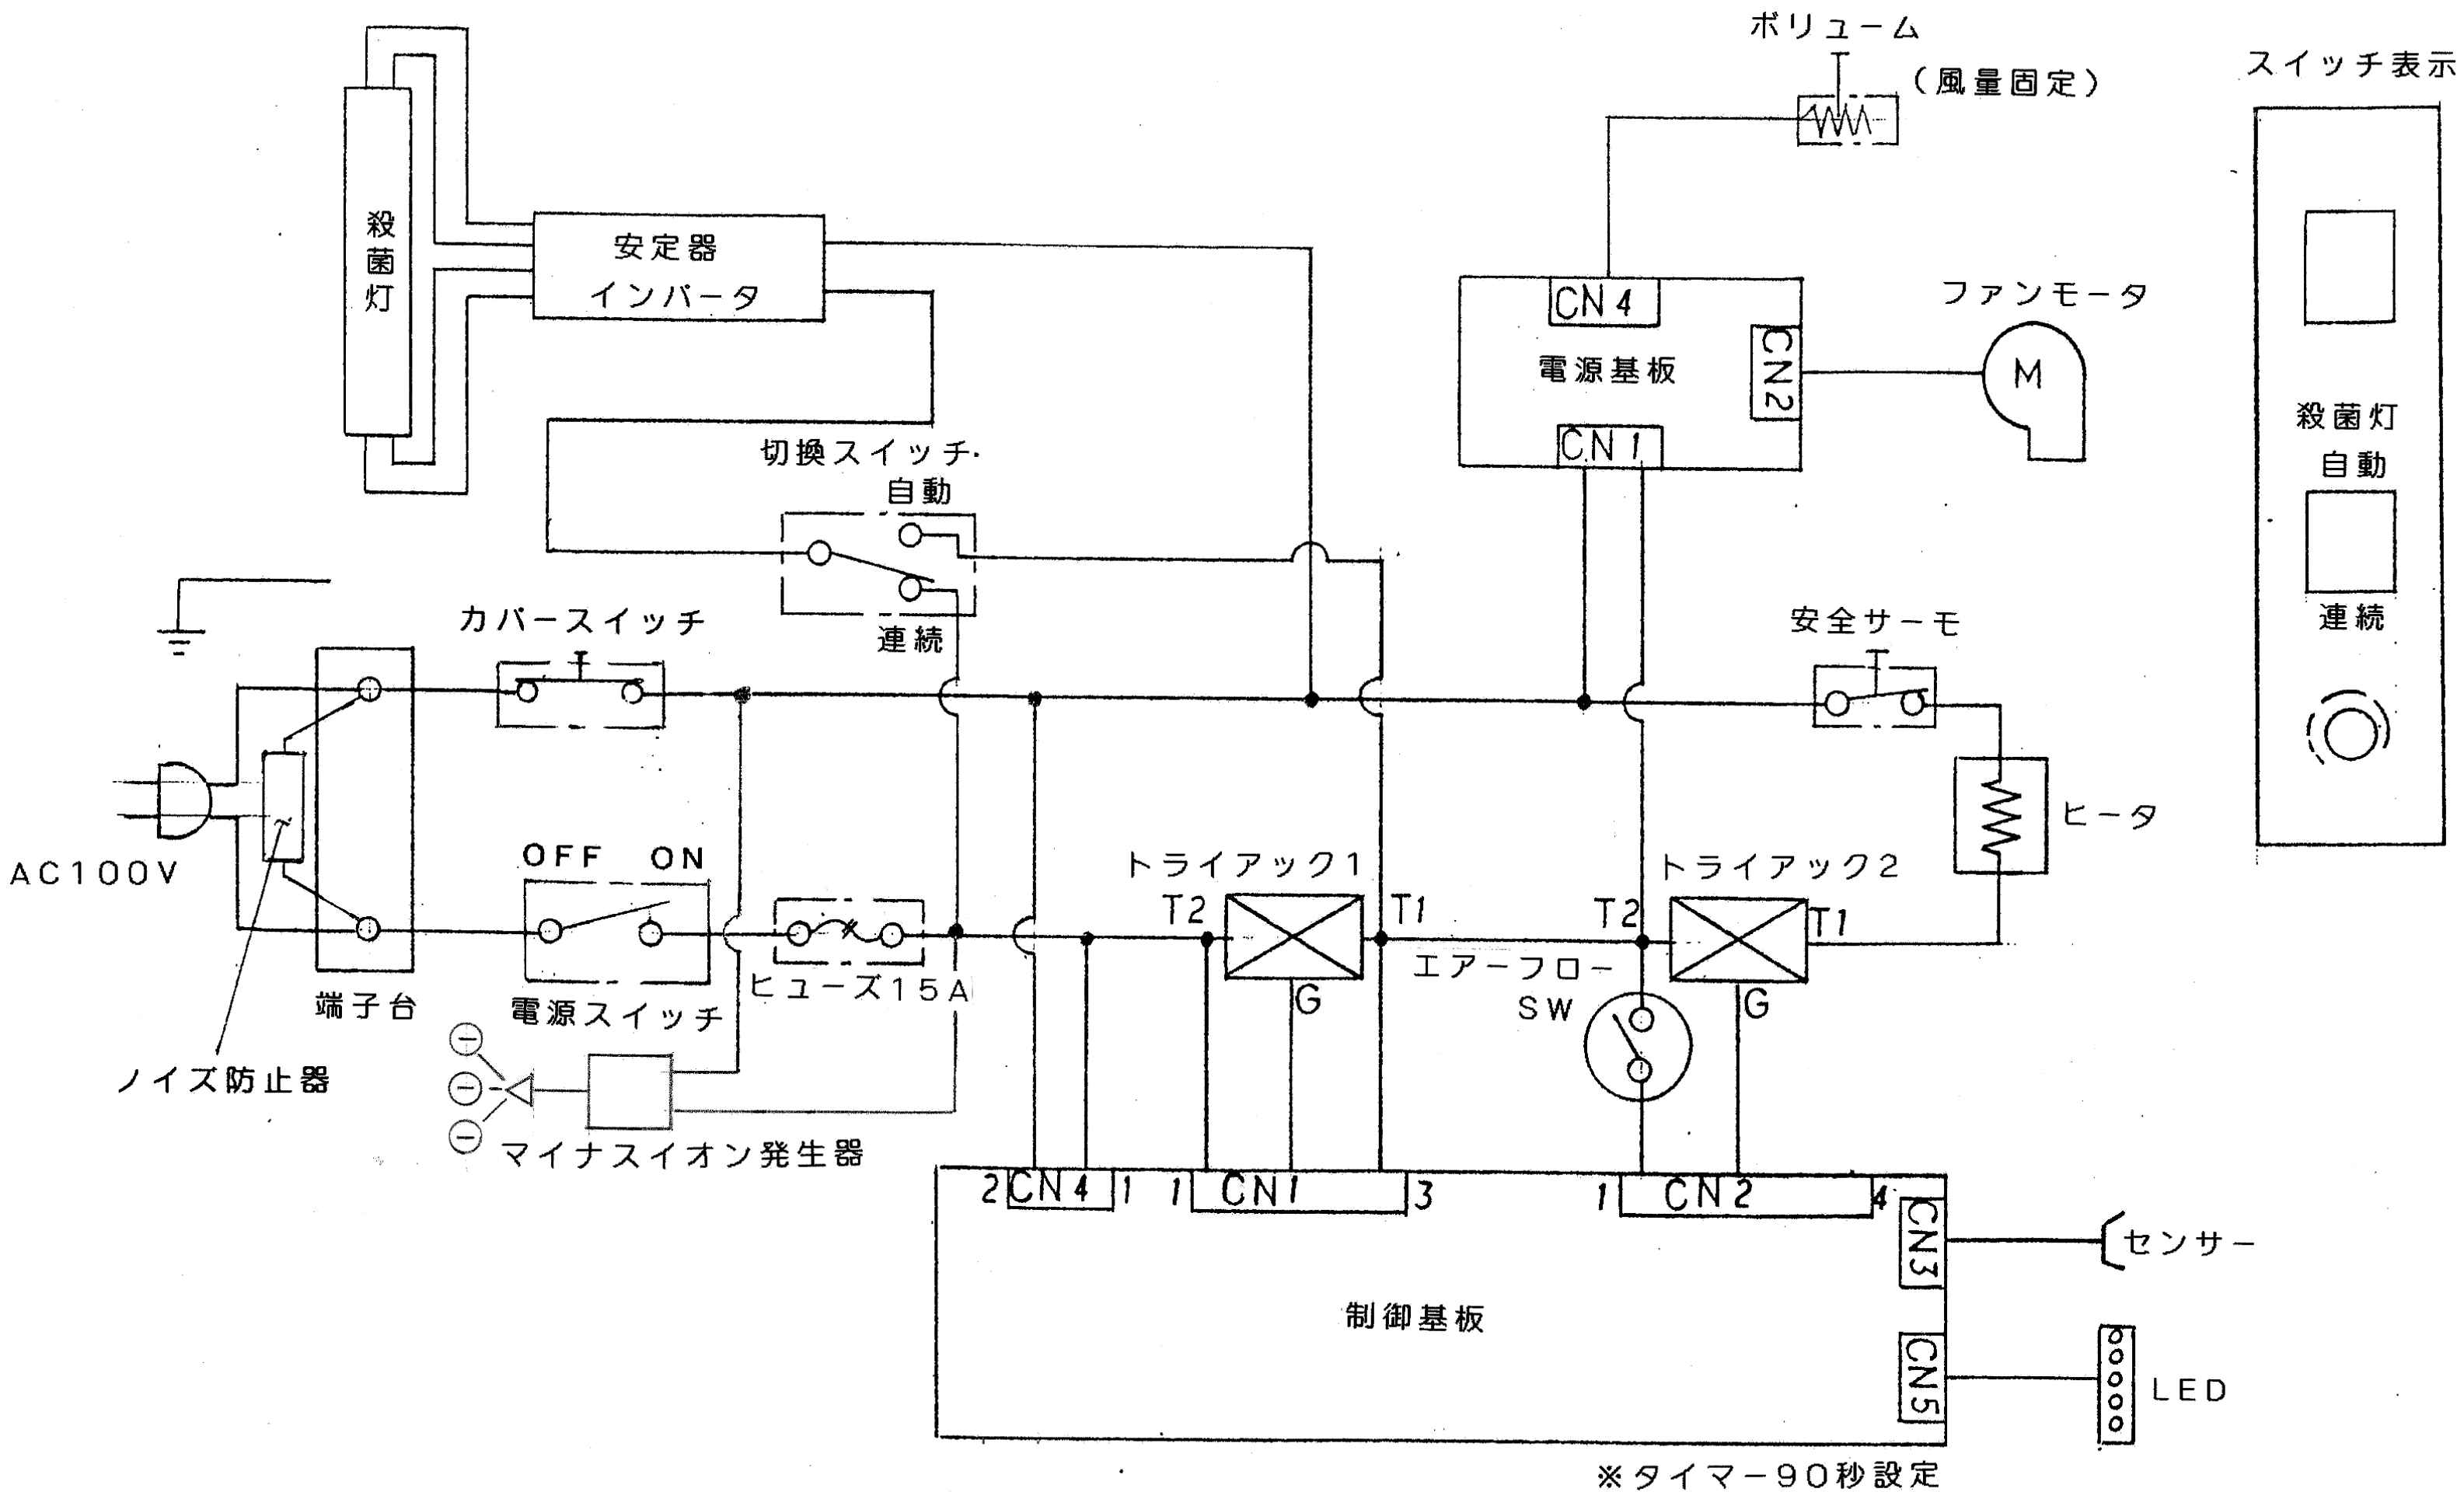 ボリューム
(風量固定)
スイッチ表示
殺菌灯
安定器
インバータ
CN4
電源基板
CN2
CN1
ファンモータ
M
殺菌灯
自動
連続
切換スイッチ
自動
連続
カバースイッチ
安全サーモ
ヒータ
AC100V
OFF ON
電源スイッチ
ヒューズ15A
端子台
ノイズ防止器
マイナスイオン発生器
トライアック1
T2
T1
G
トライアック2
T2
T1
G
エアーフロー
SW
2 CN4 1
1 CN1 3
1 CN2 4
CN3
センサー
制御基板
CN5
LED
※タイマー90秒設定